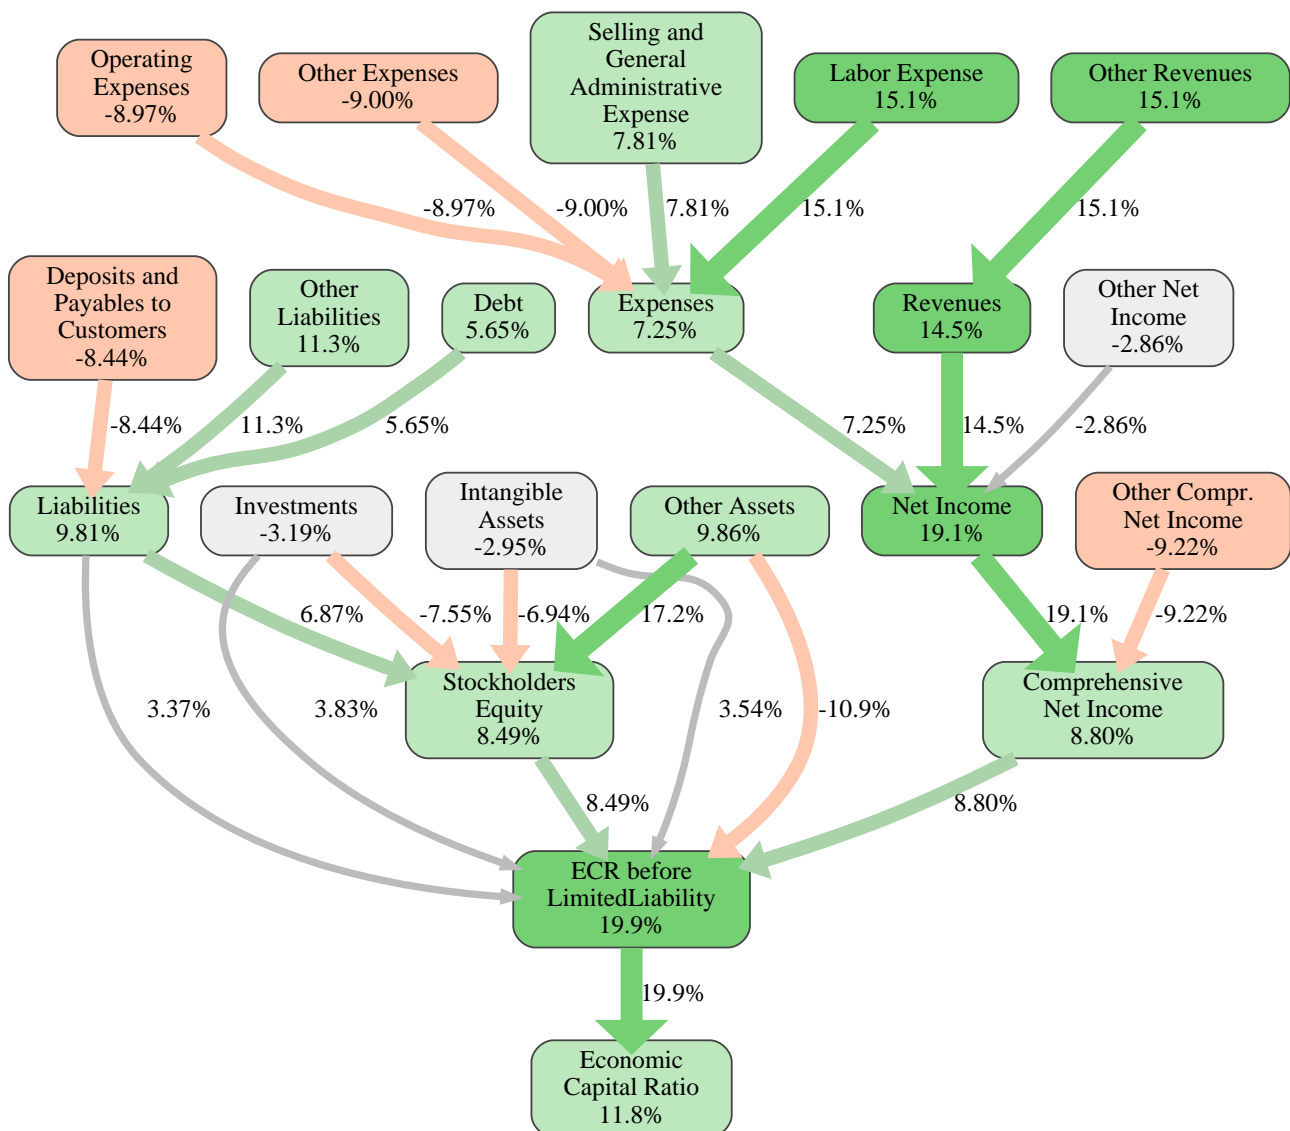 Operating
Expenses
-8.97%
Other Expenses
-9.00%
Selling and
General
Administrative
Expense
7.81%
Labor Expense
15.1%
Other Revenues
15.1%
-8.97%
-9.00%
7.81%
15.1%
15.1%
Deposits and
Payables to
Customers
-8.44%
Other
Liabilities
11.3%
Debt
5.65%
Expenses
7.25%
Revenues
14.5%
Other Net
Income
-2.86%
-8.44%
11.3%
5.65%
7.25%
14.5%
-2.86%
Liabilities
9.81%
Investments
-3.19%
Intangible
Assets
-2.95%
Other Assets
9.86%
Net Income
19.1%
Other Compr.
Net Income
-9.22%
6.87%
-7.55%
-6.94%
17.2%
19.1%
-9.22%
3.37%
3.83%
Stockholders
Equity
8.49%
3.54%
-10.9%
Comprehensive
Net Income
8.80%
8.49%
8.80%
ECR before
LimitedLiability
19.9%
19.9%
Economic
Capital Ratio
11.8%